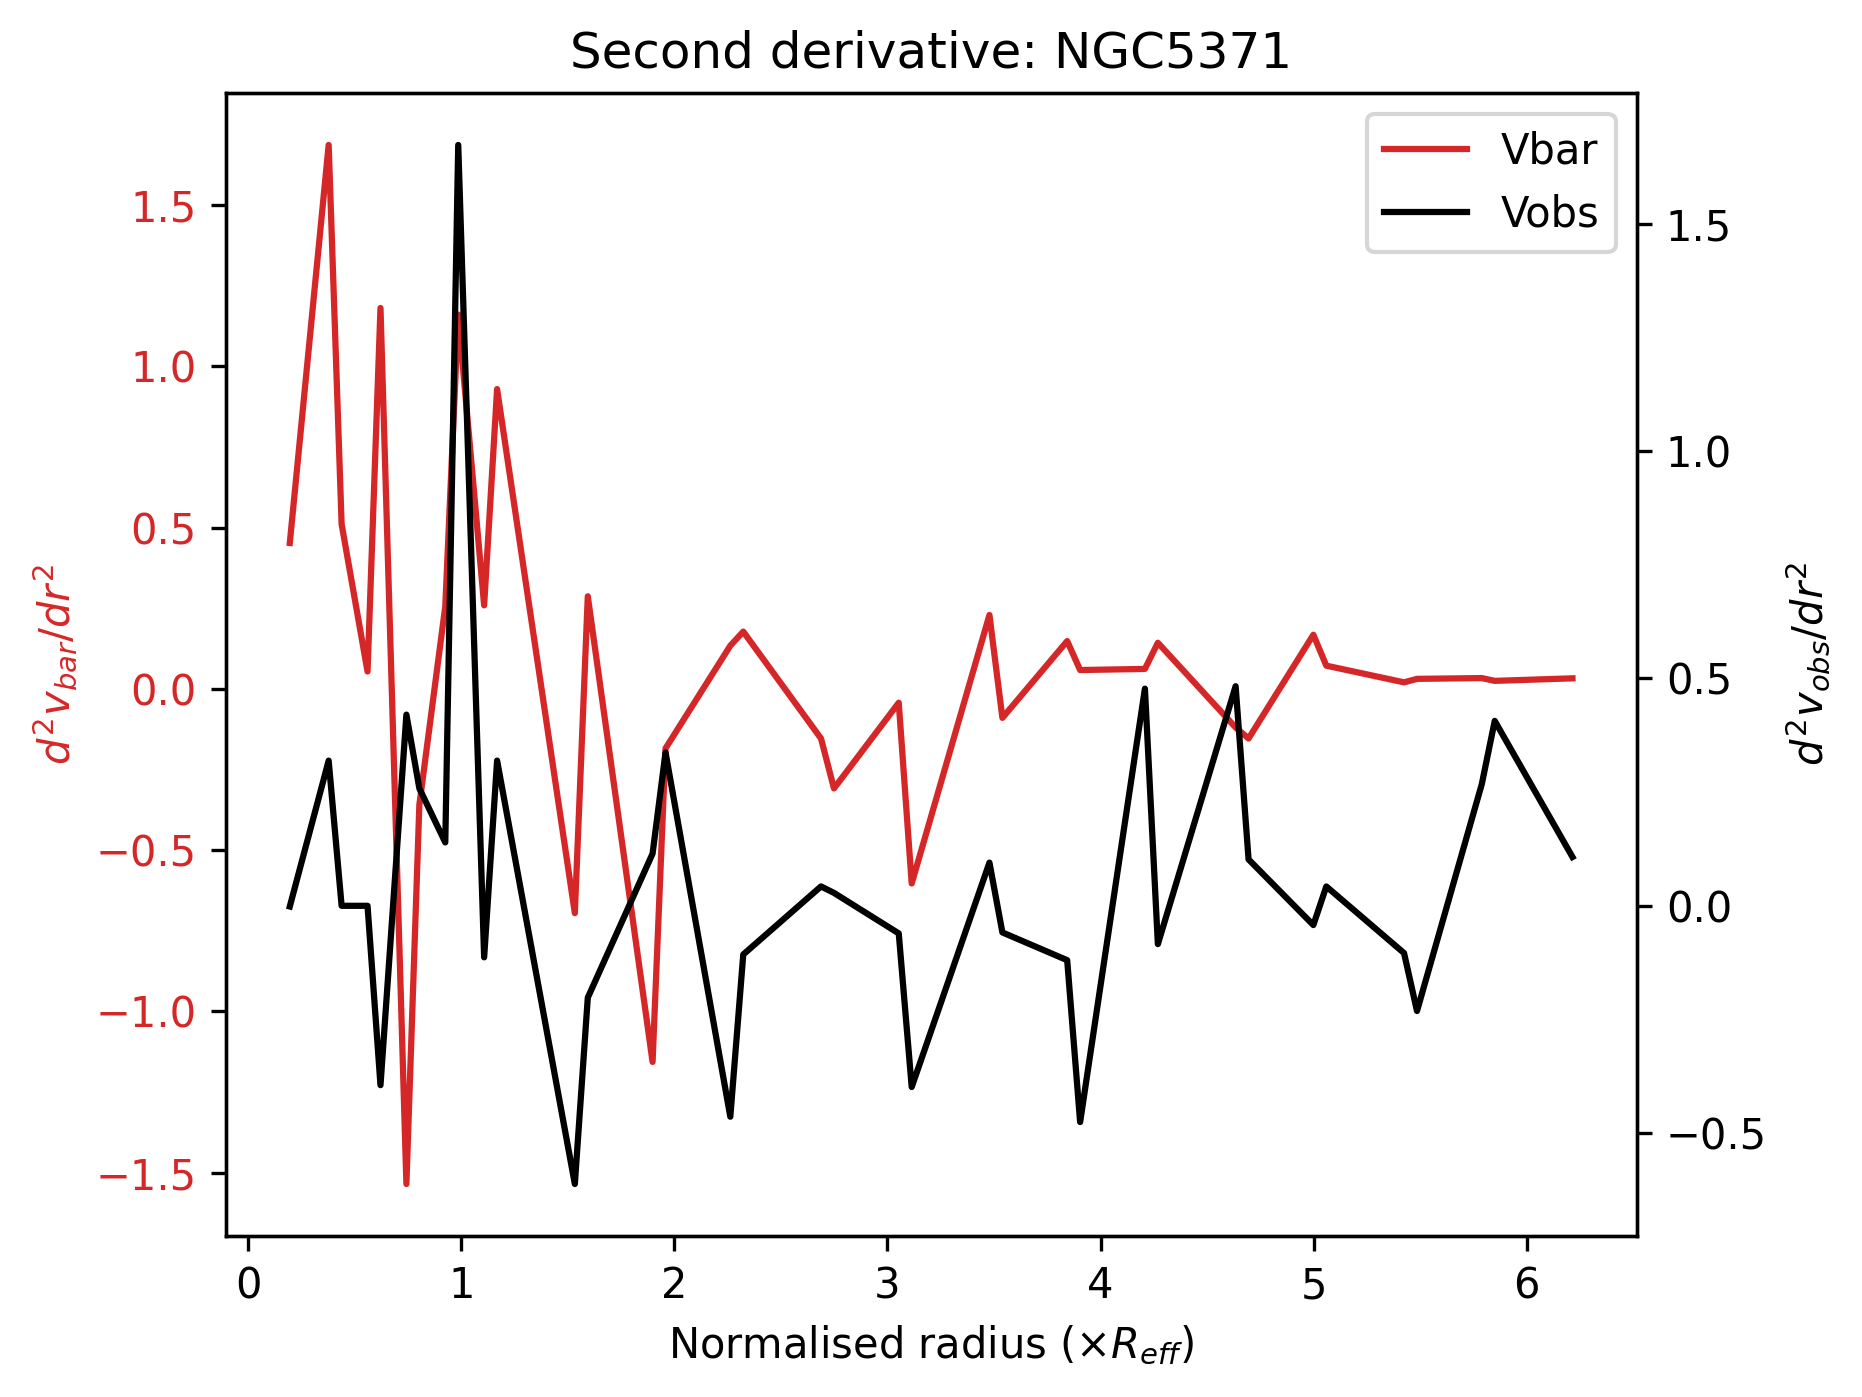 Second derivative: NGC5371
Vbar
Vobs
1.5
1.0
0.5
0.0
−0.5
−1.0
−1.5
d²v_bar/dr²
1.5
1.0
0.5
0.0
−0.5
d²v_obs/dr²
0 1 2 3 4 5 6
Normalised radius (×R_eff)